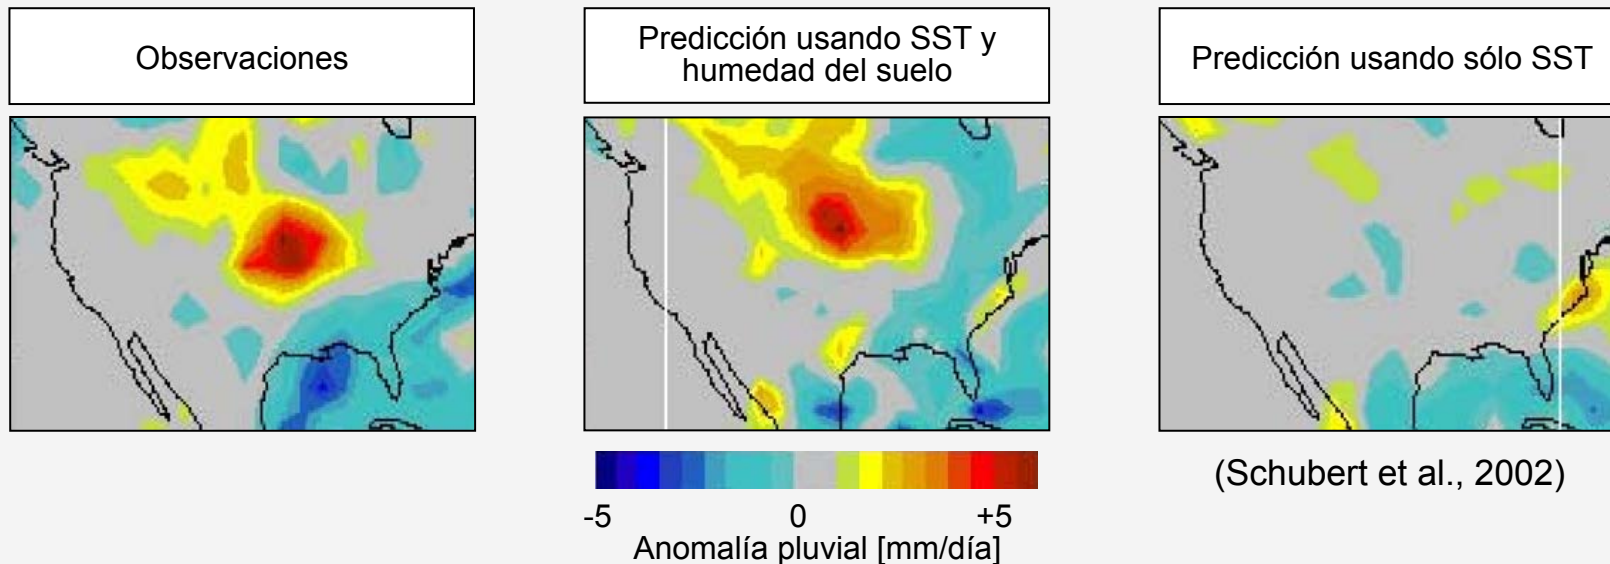 Observaciones
Predicción usando SST y
humedad del suelo
Predicción usando sólo SST
-5
0
+5
Anomalía pluvial [mm/día]
(Schubert et al., 2002)